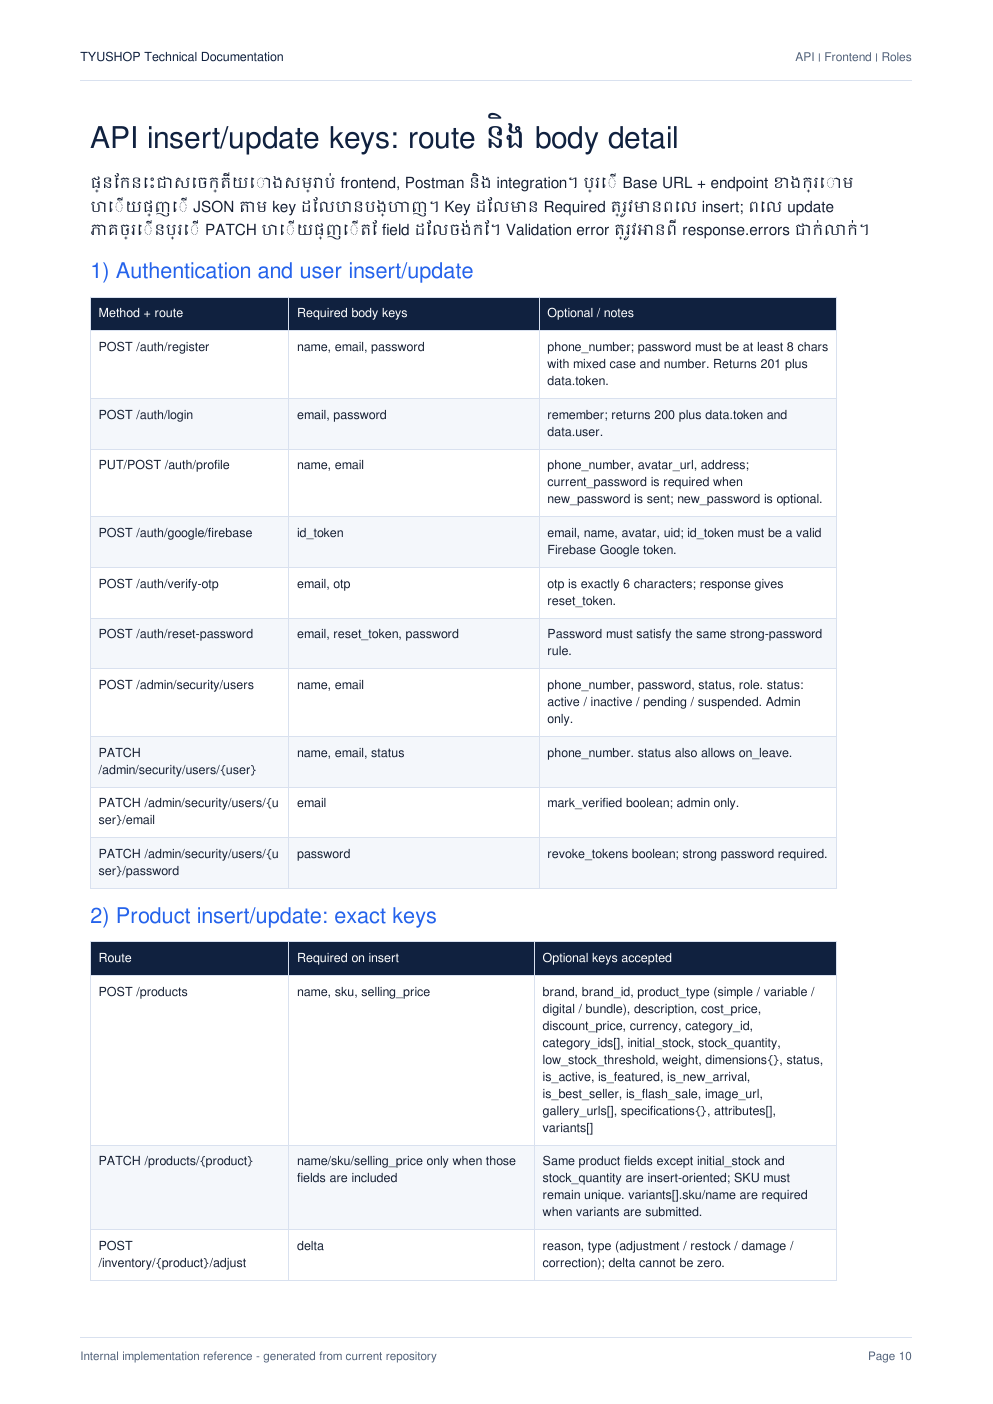 TYUSHOP Technical Documentation
API | Frontend | Roles
API insert/update keys: route និង body detail
ផ្នែកនេះជាសេចក្តីយោងសម្រាប់ frontend, Postman និង integration។ ប្រើ Base URL + endpoint ខាងក្រោម
ហើយផ្ញើ JSON តាម key ដែលបានបង្ហាញ។ Key ដែលមាន Required ត្រូវមានពេល insert; ពេល update
ភាគច្រើនប្រើ PATCH ហើយផ្ញើតែ field ដែលចង់កែ។ Validation error ត្រូវអានពី response.errors ជាក់លាក់។
1) Authentication and user insert/update
Method + route
Required body keys
Optional / notes
POST /auth/register
name, email, password
phone_number; password must be at least 8 chars
with mixed case and number. Returns 201 plus
data.token.
POST /auth/login
email, password
remember; returns 200 plus data.token and
data.user.
PUT/POST /auth/profile
name, email
phone_number, avatar_url, address;
current_password is required when
new_password is sent; new_password is optional.
POST /auth/google/firebase
id_token
email, name, avatar, uid; id_token must be a valid
Firebase Google token.
POST /auth/verify-otp
email, otp
otp is exactly 6 characters; response gives
reset_token.
POST /auth/reset-password
email, reset_token, password
Password must satisfy the same strong-password
rule.
POST /admin/security/users
name, email
phone_number, password, status, role. status:
active / inactive / pending / suspended. Admin
only.
PATCH
/admin/security/users/{user}
name, email, status
phone_number. status also allows on_leave.
PATCH /admin/security/users/{u
ser}/email
email
mark_verified boolean; admin only.
PATCH /admin/security/users/{u
ser}/password
password
revoke_tokens boolean; strong password required.
2) Product insert/update: exact keys
Route
Required on insert
Optional keys accepted
POST /products
name, sku, selling_price
brand, brand_id, product_type (simple / variable /
digital / bundle), description, cost_price,
discount_price, currency, category_id,
category_ids[], initial_stock, stock_quantity,
low_stock_threshold, weight, dimensions{}, status,
is_active, is_featured, is_new_arrival,
is_best_seller, is_flash_sale, image_url,
gallery_urls[], specifications{}, attributes[],
variants[]
PATCH /products/{product}
name/sku/selling_price only when those
fields are included
Same product fields except initial_stock and
stock_quantity are insert-oriented; SKU must
remain unique. variants[].sku/name are required
when variants are submitted.
POST
/inventory/{product}/adjust
delta
reason, type (adjustment / restock / damage /
correction); delta cannot be zero.
Internal implementation reference - generated from current repository
Page 10